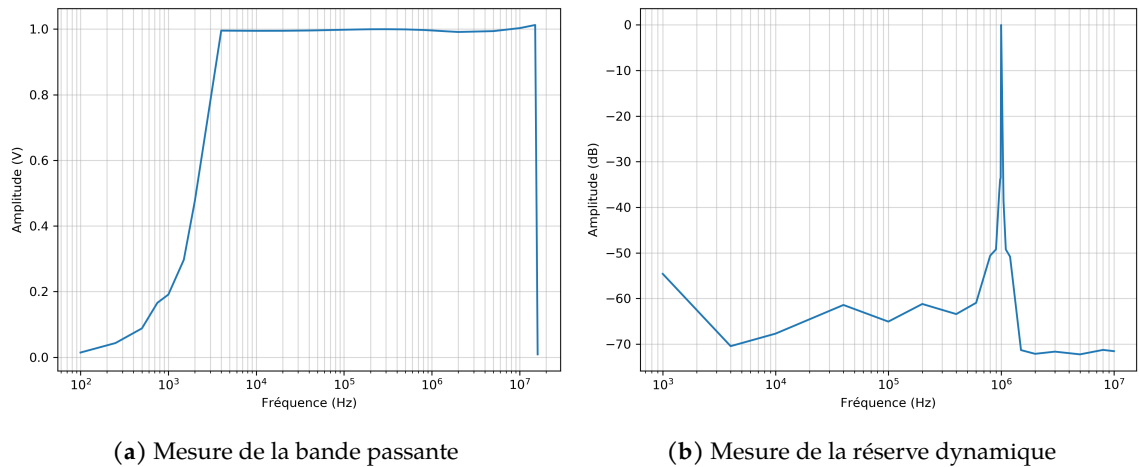 1.0
0.8
0.6
0.4
0.2
0.0
Amplitude (V)
10² 10³ 10⁴ 10⁵ 10⁶ 10⁷
Fréquence (Hz)
0
−10
−20
−30
−40
−50
−60
−70
Amplitude (dB)
10³ 10⁴ 10⁵ 10⁶ 10⁷
Fréquence (Hz)
(a) Mesure de la bande passante
(b) Mesure de la réserve dynamique